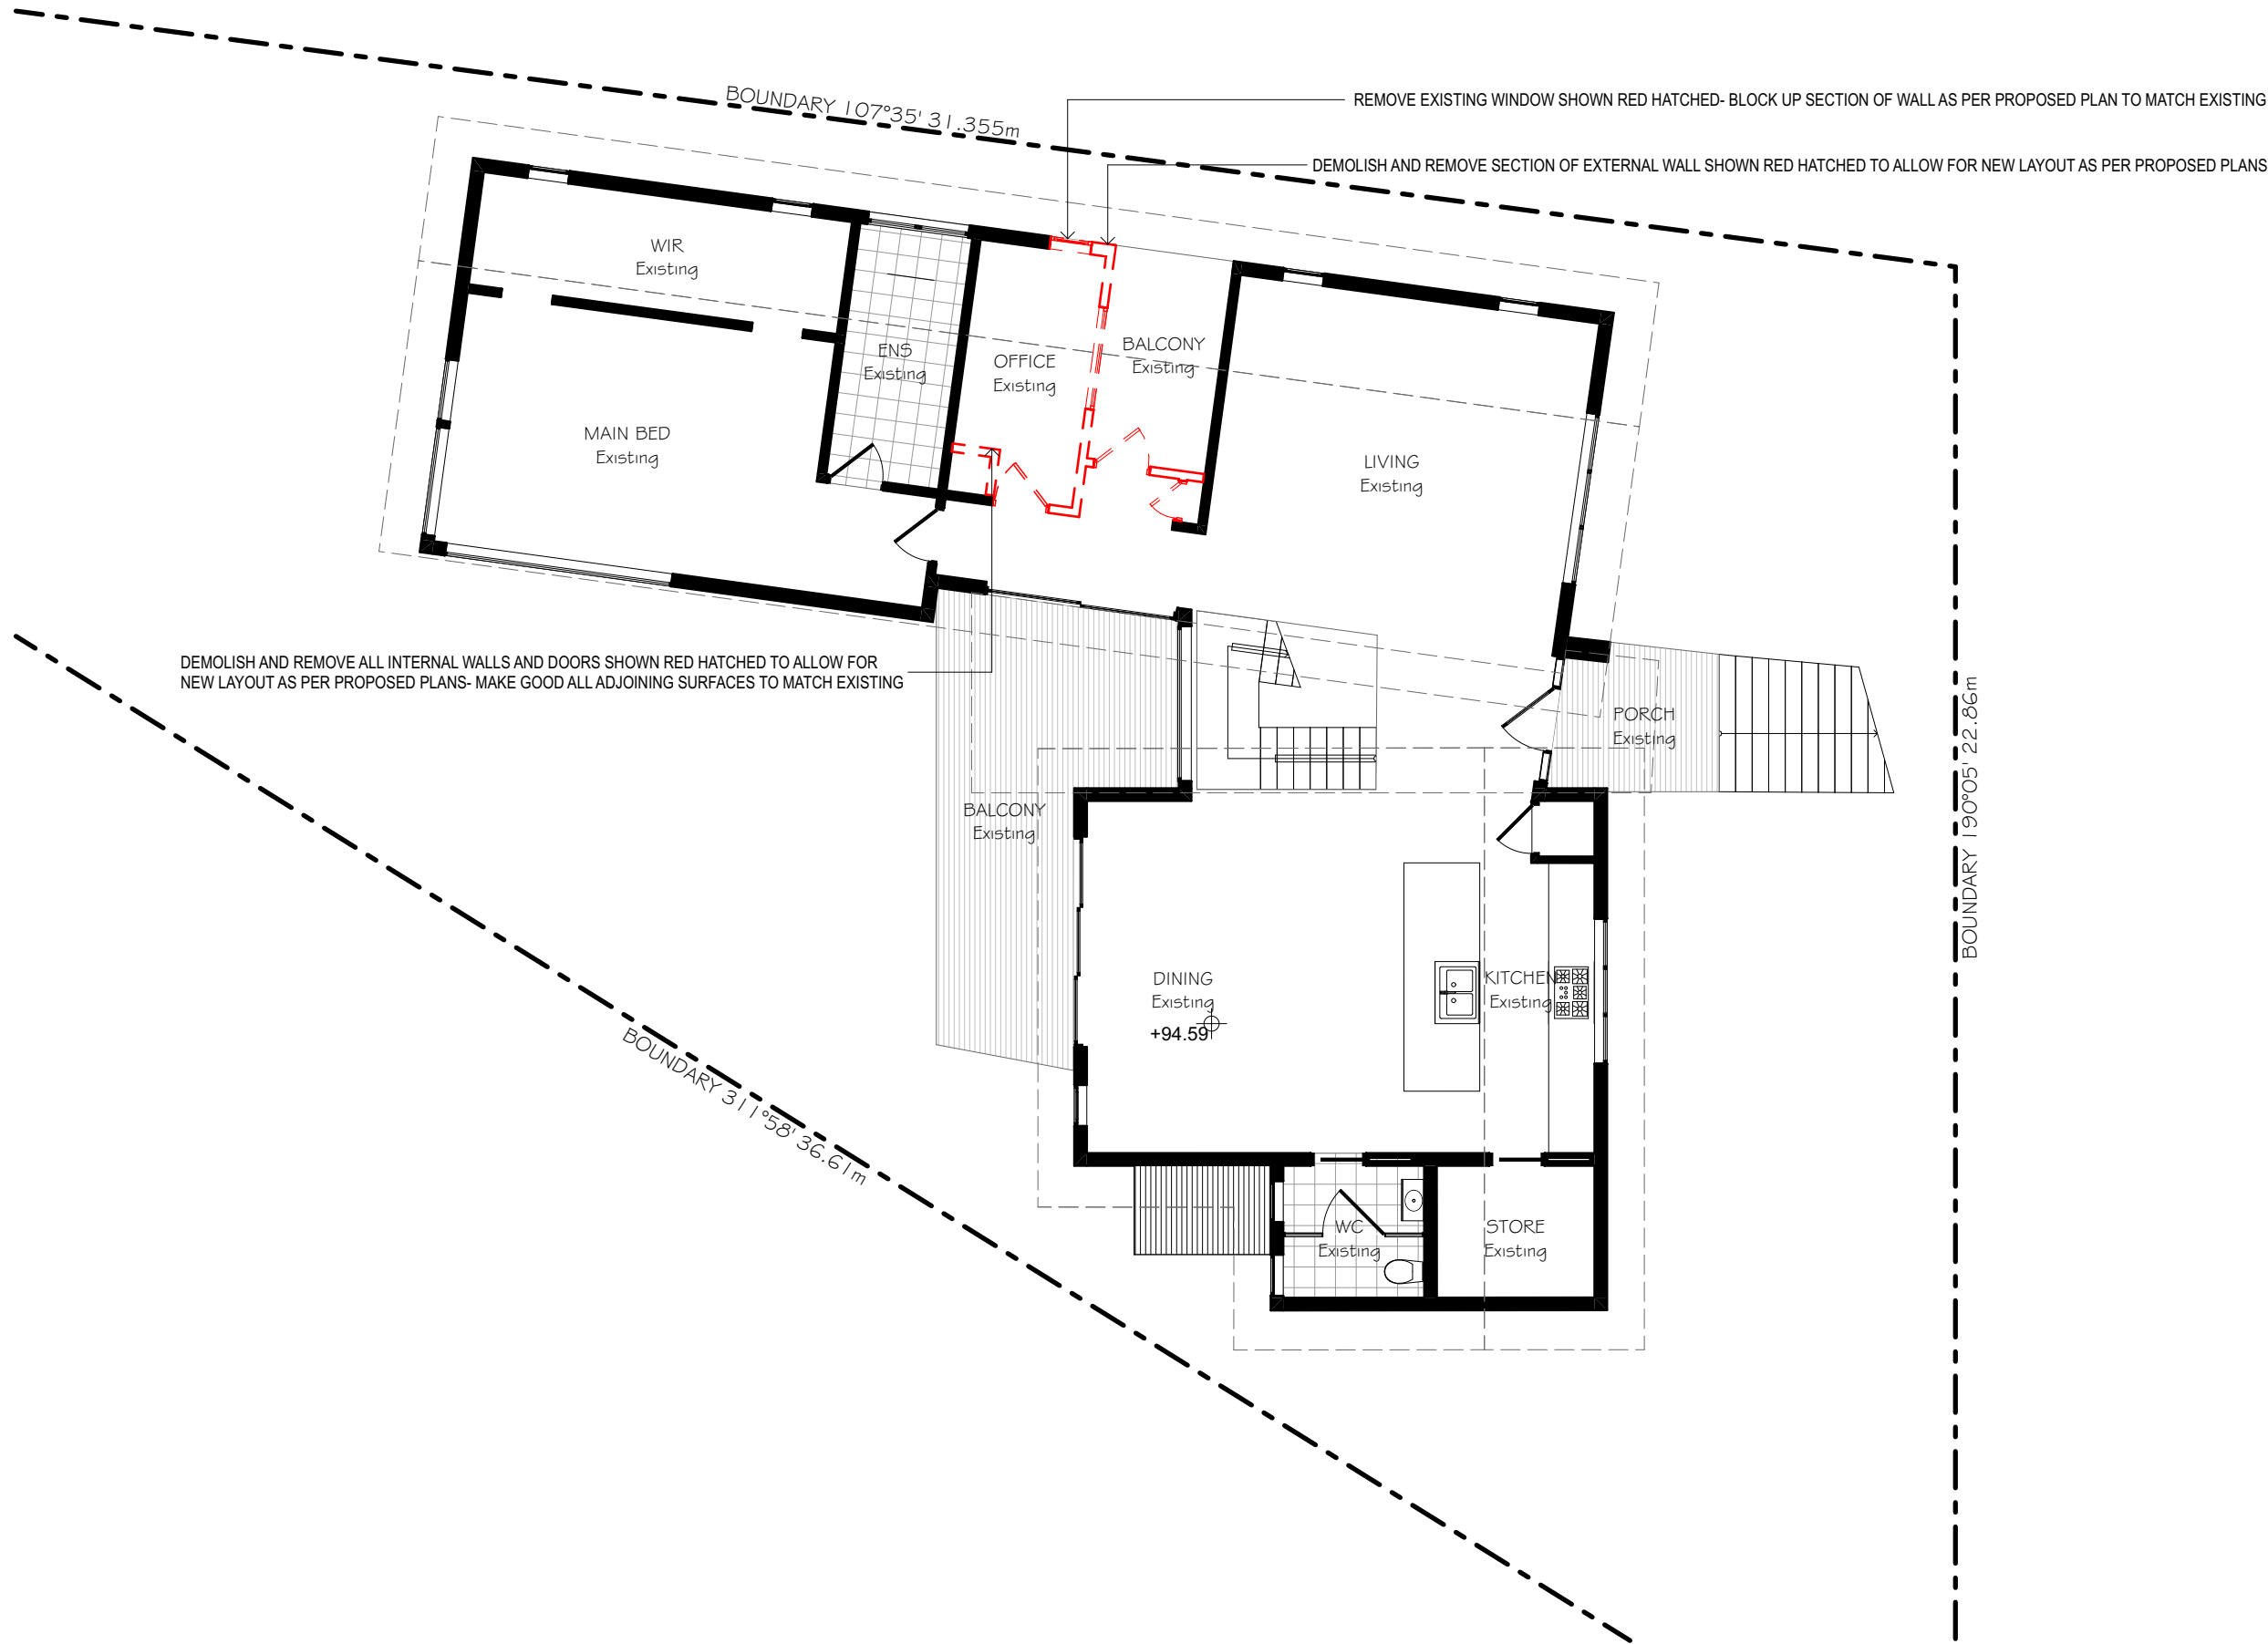 BOUNDARY 107°35' 31.355m
REMOVE EXISTING WINDOW SHOWN RED HATCHED- BLOCK UP SECTION OF WALL AS PER PROPOSED PLAN TO MATCH EXISTING
DEMOLISH AND REMOVE SECTION OF EXTERNAL WALL SHOWN RED HATCHED TO ALLOW FOR NEW LAYOUT AS PER PROPOSED PLANS
WIR
Existing
ENS
Existing
OFFICE
Existing
BALCONY
Existing
MAIN BED
Existing
LIVING
Existing
DEMOLISH AND REMOVE ALL INTERNAL WALLS AND DOORS SHOWN RED HATCHED TO ALLOW FOR
NEW LAYOUT AS PER PROPOSED PLANS- MAKE GOOD ALL ADJOINING SURFACES TO MATCH EXISTING
PORCH
Existing
BOUNDARY 190°05' 22.86m
BALCONY
Existing
DINING
Existing
+94.59
KITCHEN
Existing
BOUNDARY 311°58' 36.61m
WC
Existing
STORE
Existing